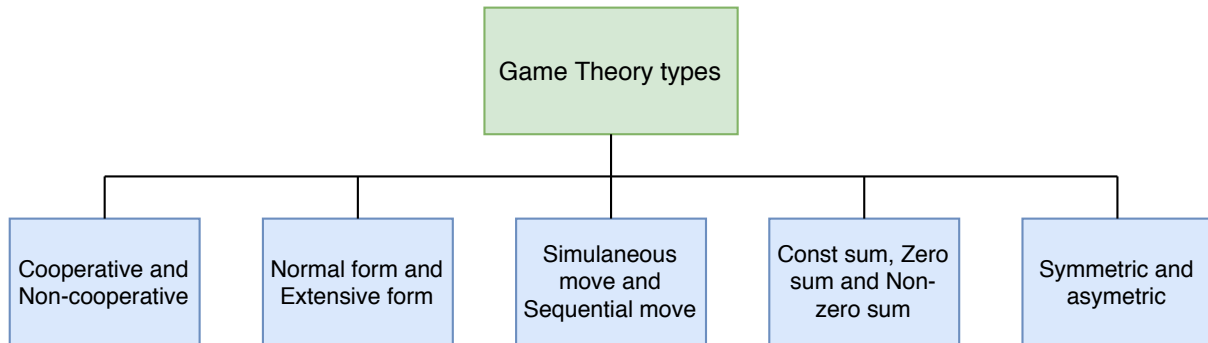 Game Theory types
Cooperative and
Non-cooperative
Normal form and
Extensive form
Simulaneous
move and
Sequential move
Const sum, Zero
sum and Non-
zero sum
Symmetric and
asymetric